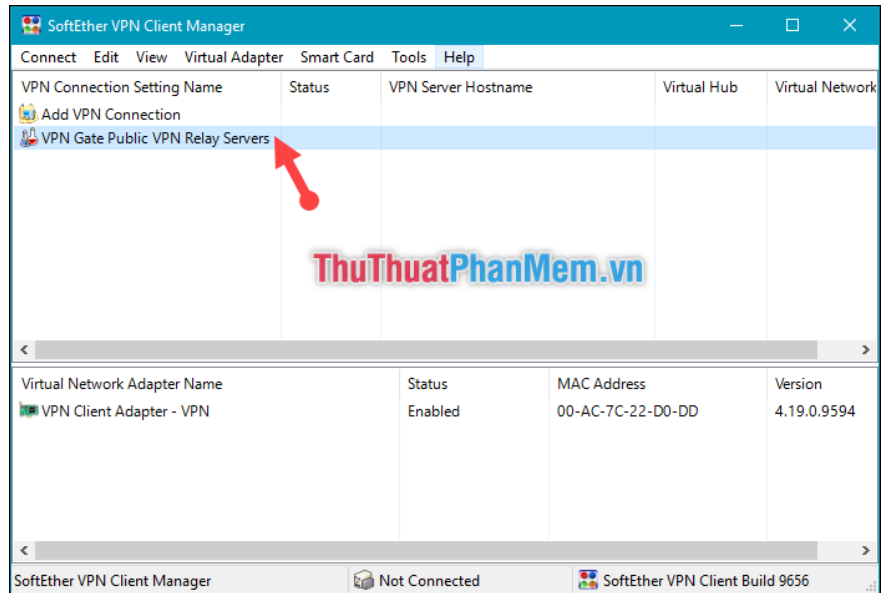 SoftEther VPN Client Manager
Connect Edit View Virtual Adapter Smart Card Tools Help
VPN Connection Setting Name Status VPN Server Hostname Virtual Hub Virtual Network
Add VPN Connection
VPN Gate Public VPN Relay Servers
ThuThuatPhanMem.vn
Virtual Network Adapter Name Status MAC Address Version
VPN Client Adapter - VPN Enabled 00-AC-7C-22-D0-DD 4.19.0.9594
SoftEther VPN Client Manager Not Connected SoftEther VPN Client Build 9656